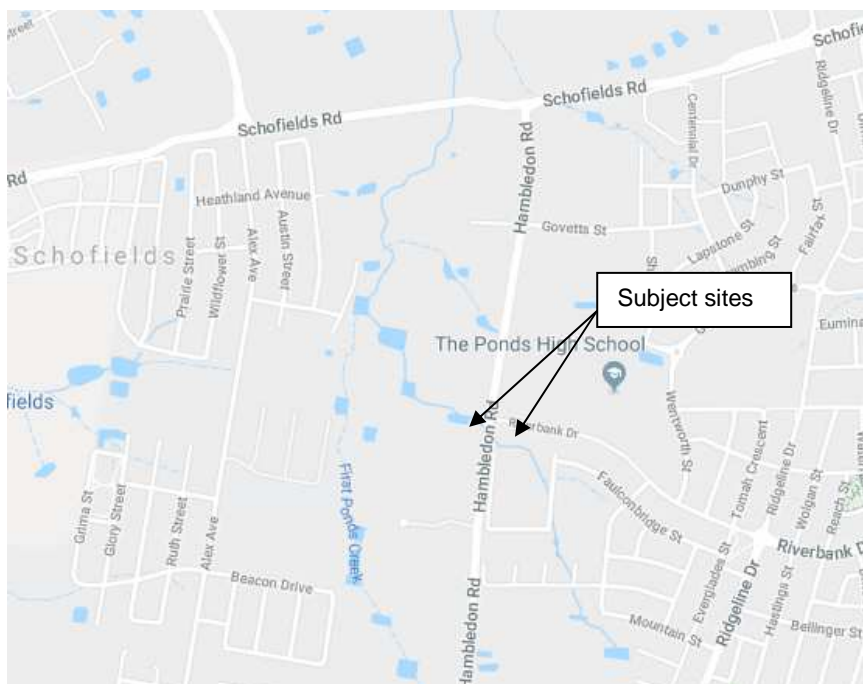 Street
Schofie
Schofields Rd
Ridgeline Dr
Schofields Rd
Centennial Dr
Rd
Hambledon Rd
Heathland Avenue
Dunphy St
Fairfax St
Govetts St
Lapstone St
Schofields
Prairie Street
Wildflower St
Alex Ave
Austin Street
Sh
Subject sites
Eumina
The Ponds High School
fields
Hambledon Rd
Riverbank Dr
Wentworth St
Tomah Crescent
Ridgeline Dr
Wolgan St
Reach St
First Ponds Creek
Faulconbridge St
Grima St
Glory Street
Ruth Street
Alex Ave
Riverbank D
Beacon Drive
Hambledon Rd
Everglades St
Hastings St
Mountain St
Ridgeline Dr
Bellinger St